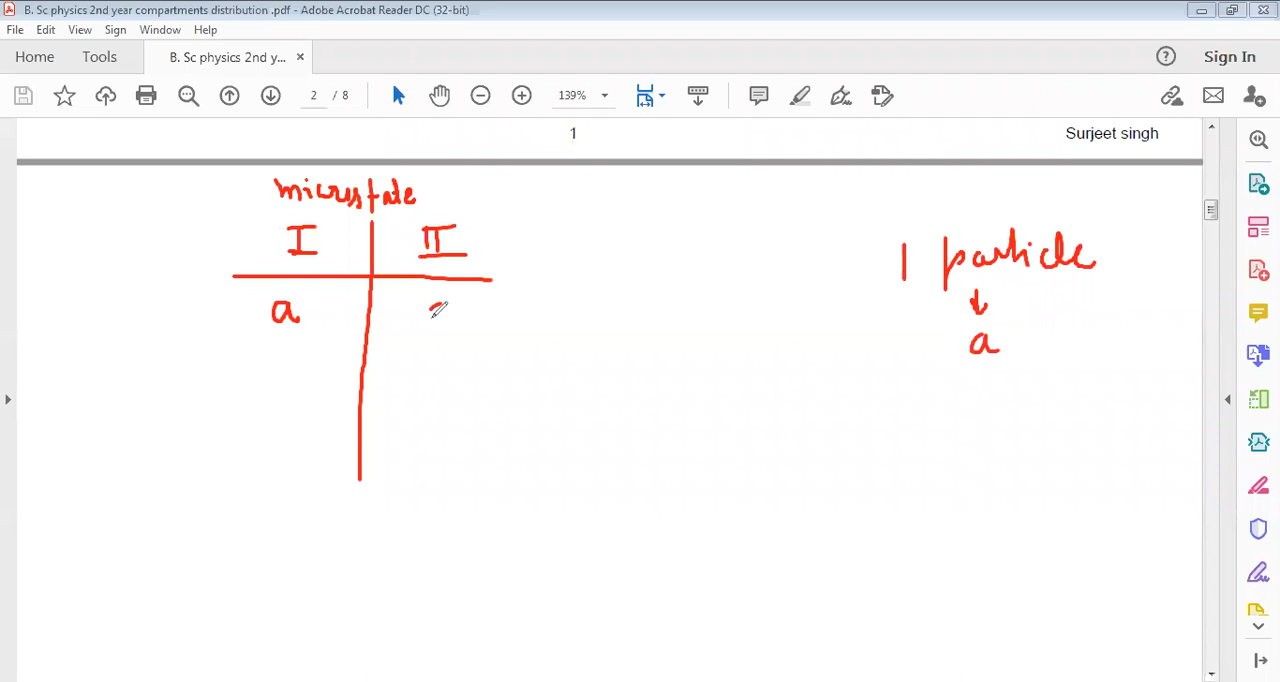 B. Sc physics 2nd year compartments distribution .pdf - Adobe Acrobat Reader DC (32-bit)
File Edit View Sign Window Help
Home Tools B. Sc physics 2nd ye... × Sign In
2 / 8 139%
1 Surjeet singh
microstate
I II
1 particle
a
a